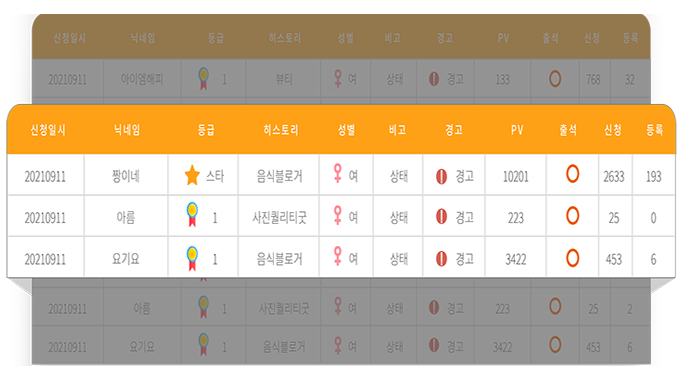 신청일시 닉네임 등급 히스토리 성별 비고 경고 PV 출석 신청 등록
20210911 아이엠해피 1 뷰티 여 상태 경고 133 768 32
신청일시 닉네임 등급 히스토리 성별 비고 경고 PV 출석 신청 등록
20210911 짱이네 스타 음식블로거 여 상태 경고 10201 2633 193
20210911 아름 1 사진퀄리티굿 여 상태 경고 223 25 0
20210911 요기요 1 음식블로거 여 상태 경고 3422 453 6
20210911 아름 1 사진퀄리티굿 여 상태 경고 223 25 2
20210911 요기요 1 음식블로거 여 상태 경고 3422 453 6